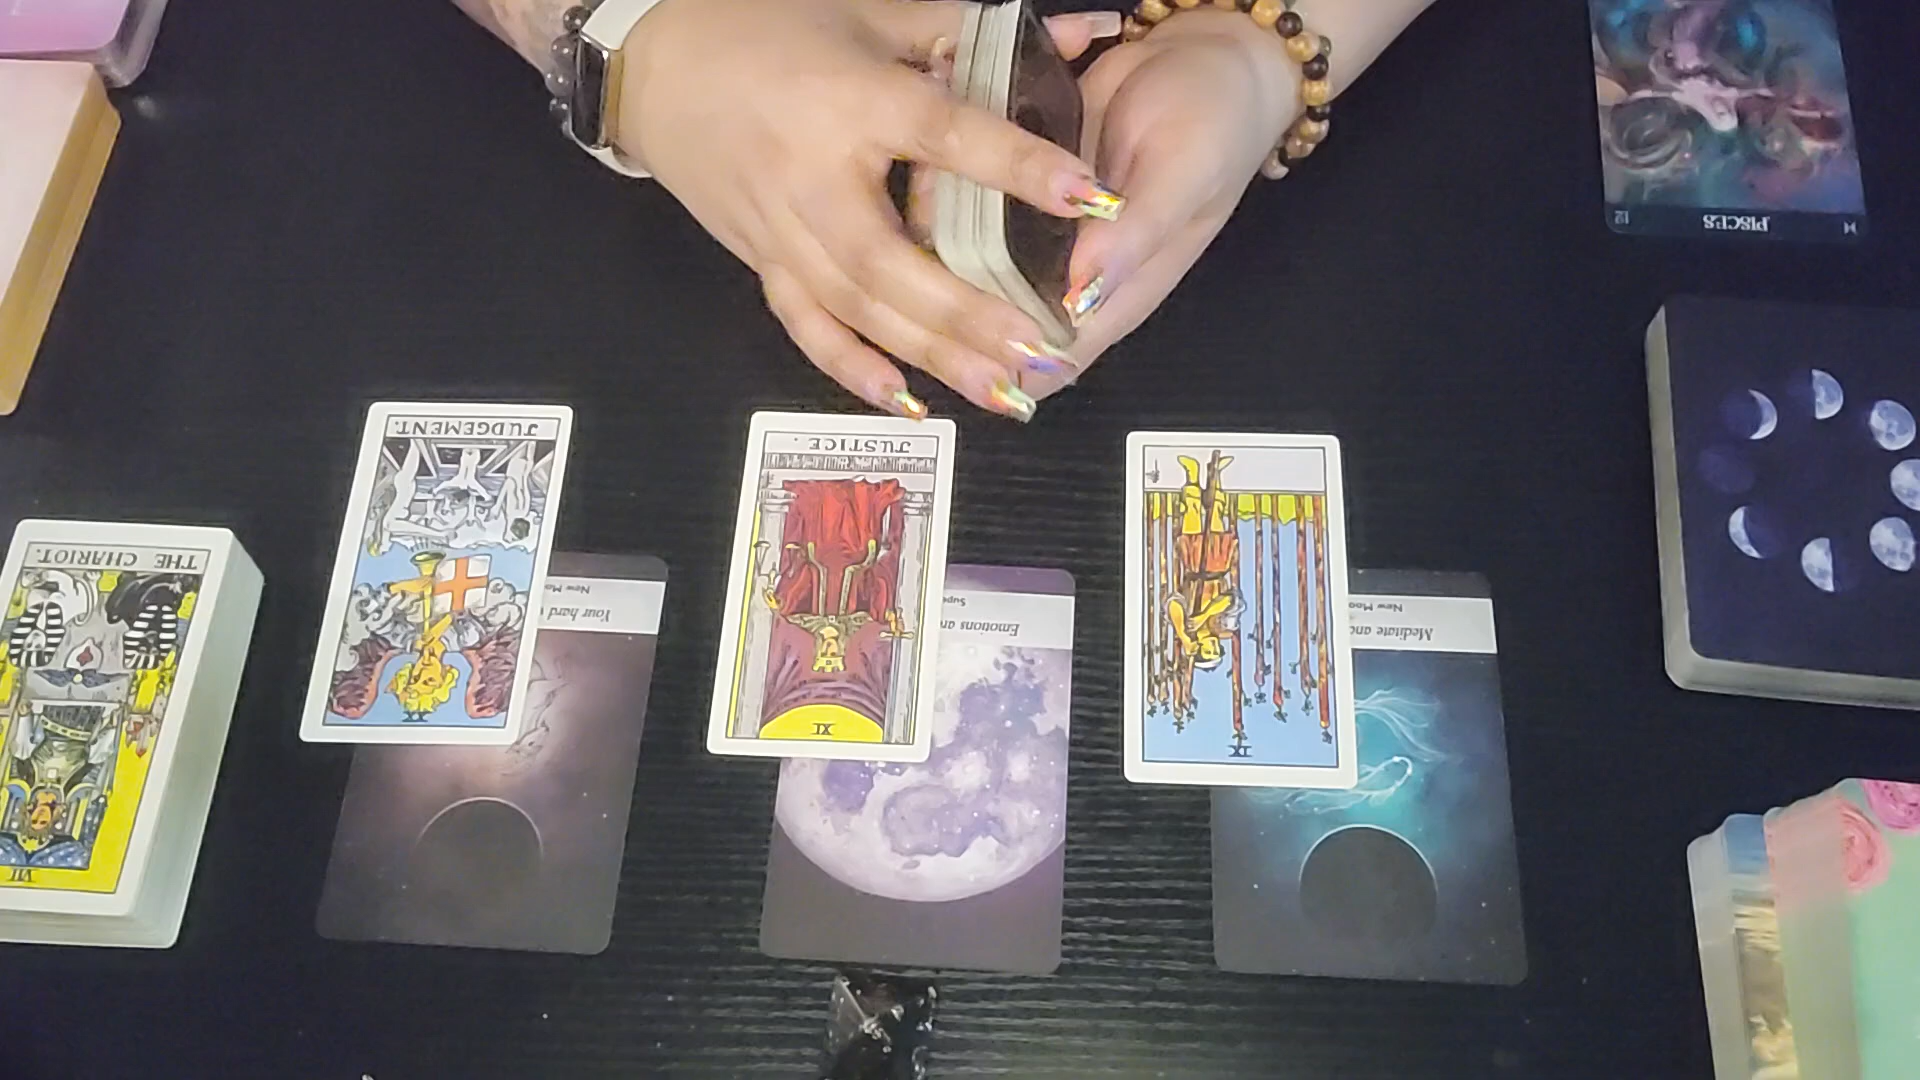 PISCES
12
JUDGEMENT.
XX
JUSTICE.
XI
IX
THE CHARIOT.
VII
Your hard
New Moo
Emotions an
Supe
Meditate and
New Moo